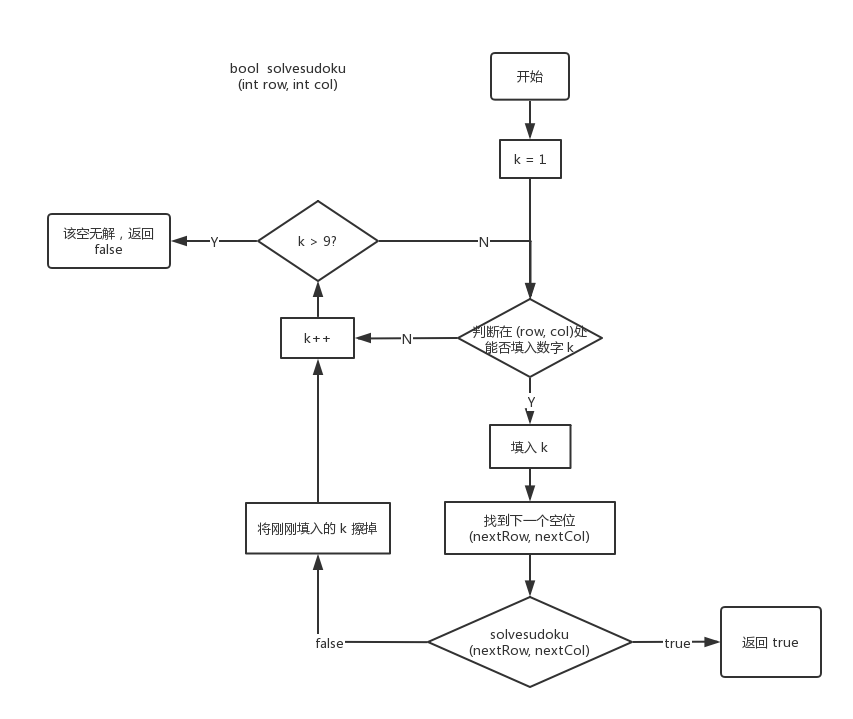 bool  solvesudoku
(int row, int col)
开始
k = 1
该空无解，返回
false
Y
k > 9?
N
k++
N
判断在 (row, col)处
能否填入数字 k
Y
填入 k
将刚刚填入的 k 擦掉
找到下一个空位
(nextRow, nextCol)
false
solvesudoku
(nextRow, nextCol)
true
返回 true